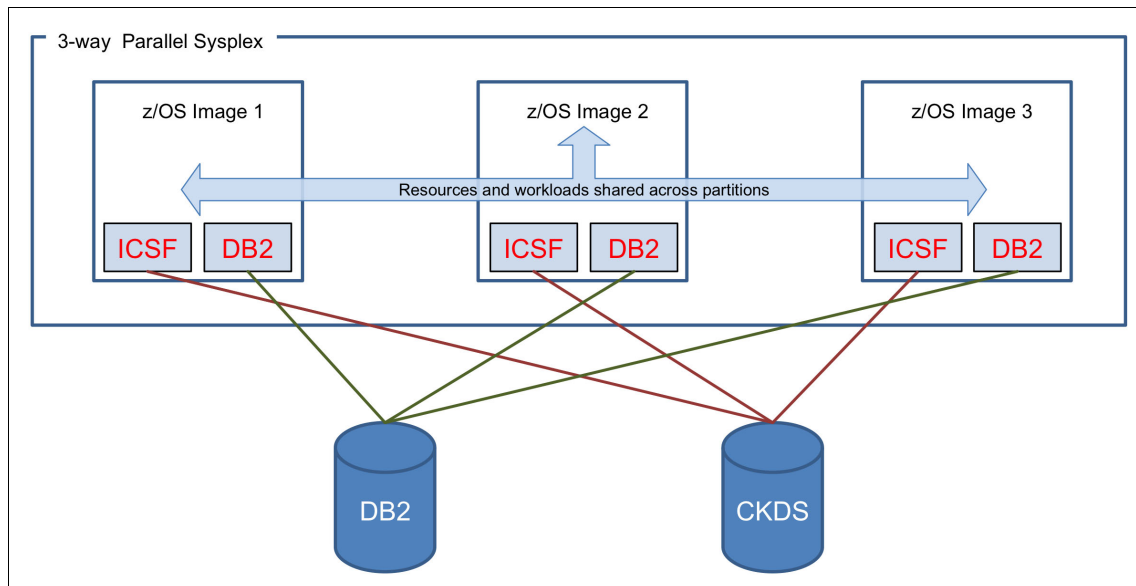 3-way Parallel Sysplex
z/OS Image 1
z/OS Image 2
z/OS Image 3
Resources and workloads shared across partitions
ICSF
DB2
ICSF
DB2
ICSF
DB2
DB2
CKDS